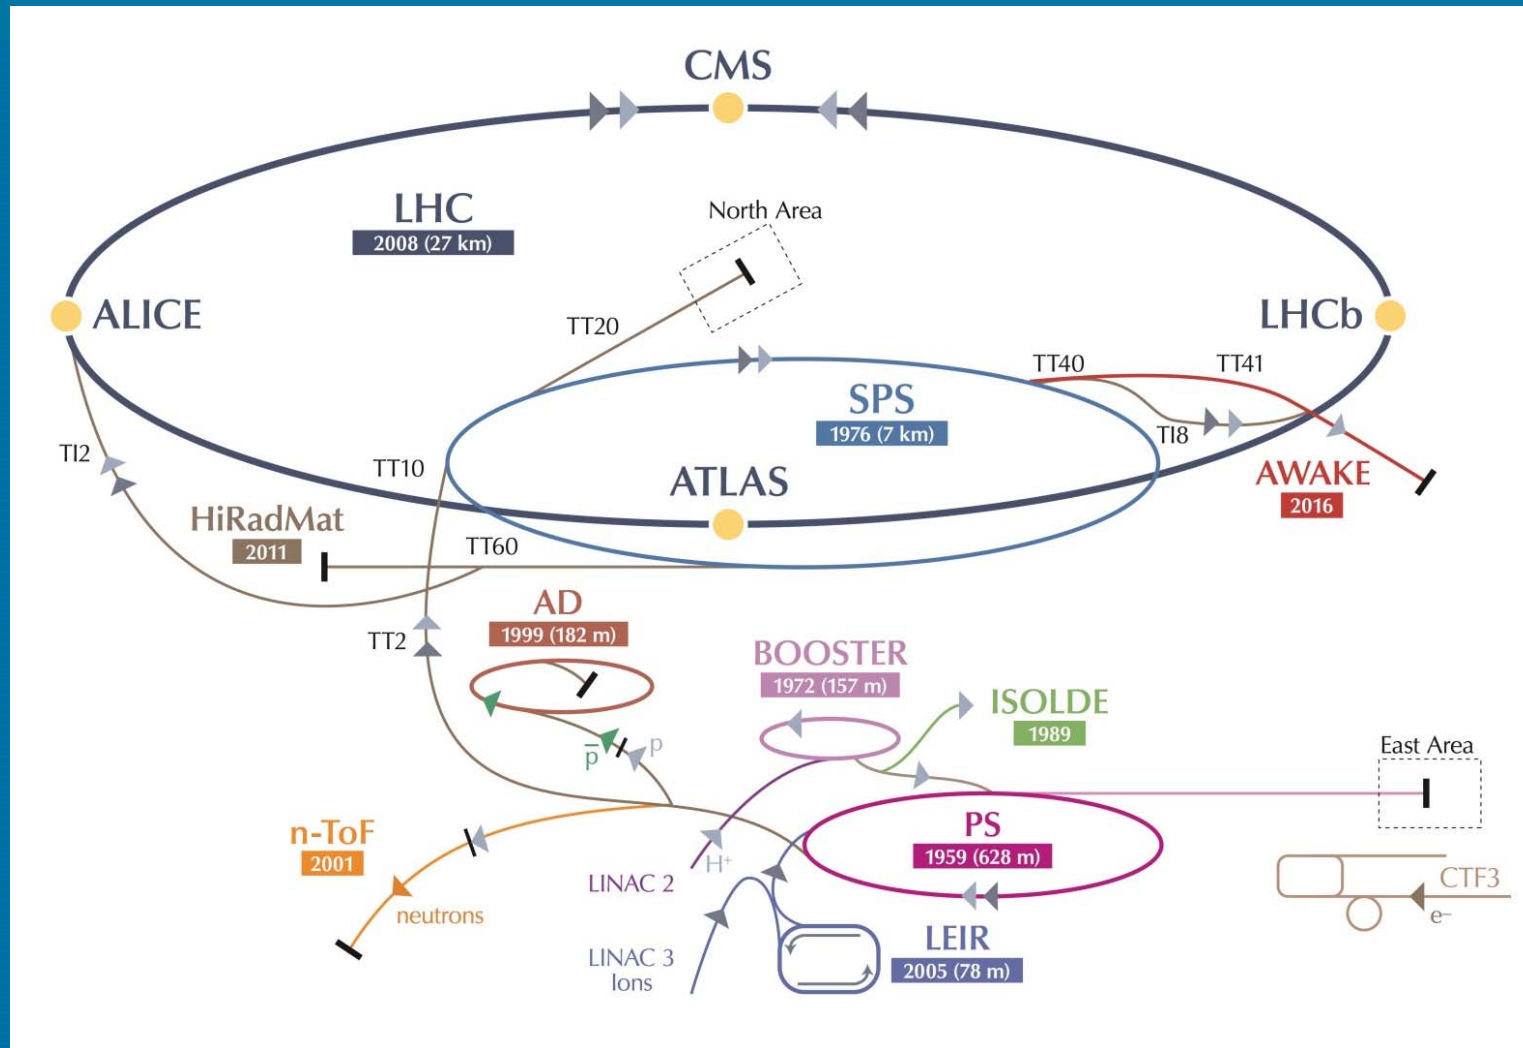 CMS
LHC
2008 (27 km)
North Area
ALICE
LHCb
TT20
TT40
TT41
SPS
1976 (7 km)
TI8
TI2
TT10
ATLAS
AWAKE
2016
HiRadMat
2011
TT60
AD
1999 (182 m)
TT2
BOOSTER
1972 (157 m)
ISOLDE
1989
p̅
p
East Area
n-ToF
2001
PS
1959 (628 m)
H⁺
LINAC 2
neutrons
CTF3
e⁻
LEIR
2005 (78 m)
LINAC 3
Ions